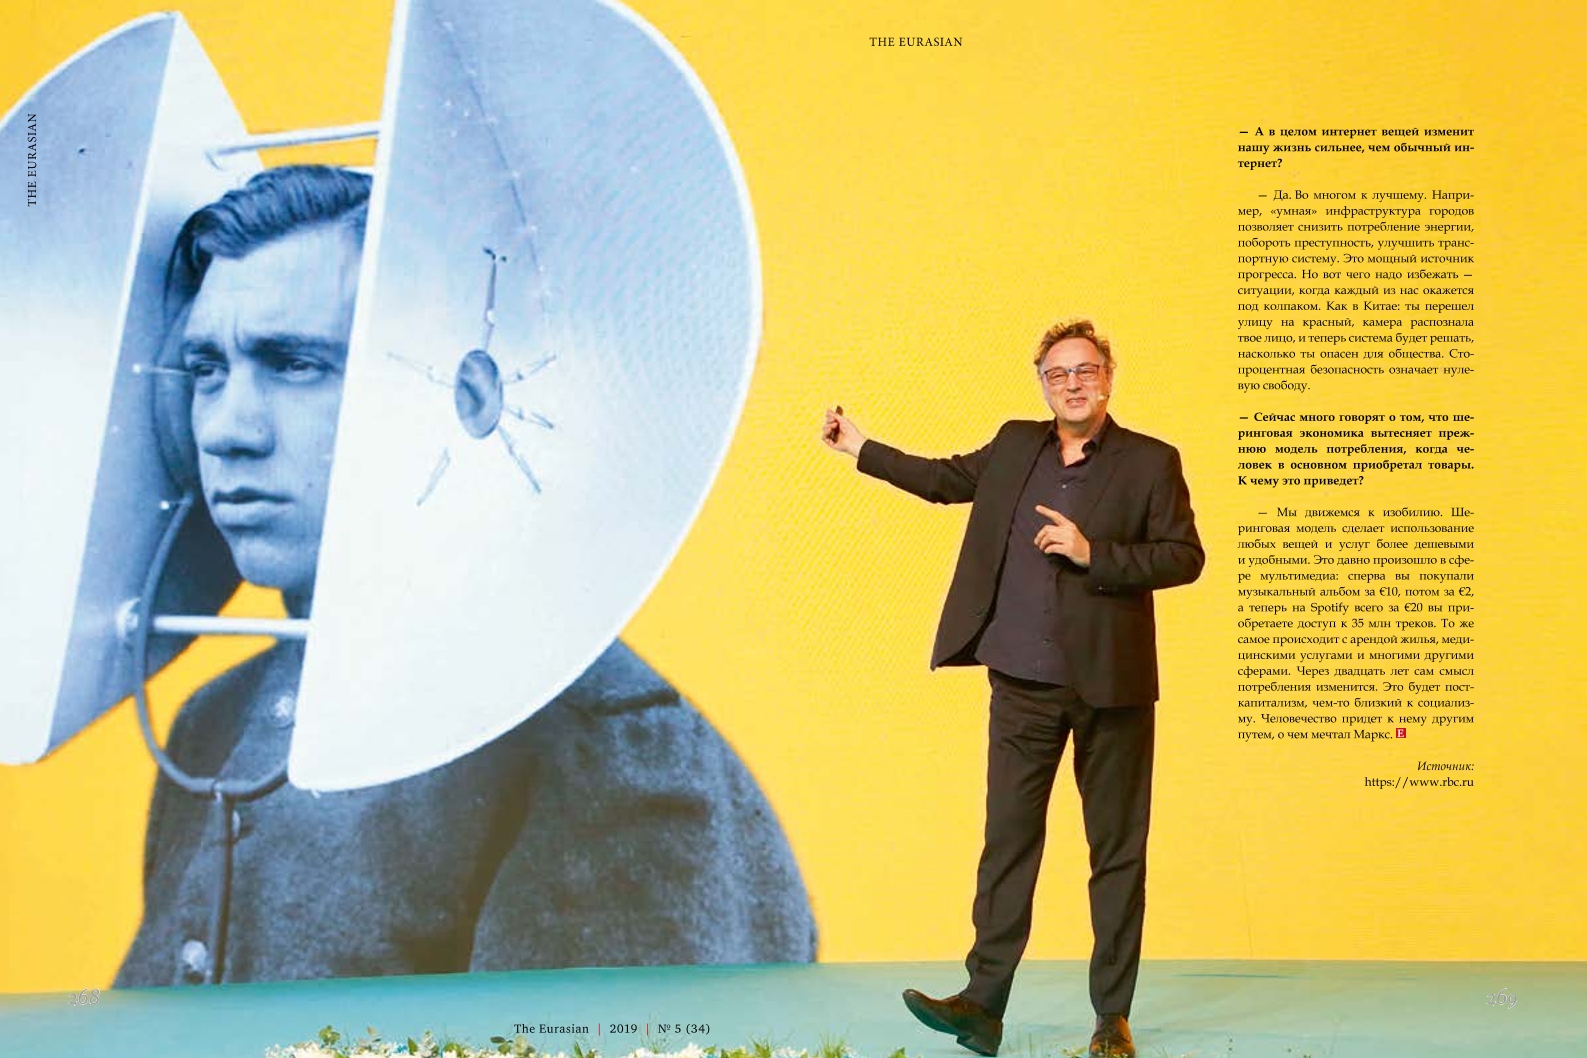 THE EURASIAN
THE EURASIAN
— А в целом интернет вещей изменит
нашу жизнь сильнее, чем обычный ин-
тернет?
— Да. Во многом к лучшему. Напри-
мер, «умная» инфраструктура городов
позволяет снизить потребление энергии,
побороть преступность, улучшить транс-
портную систему. Это мощный источник
прогресса. Но вот чего надо избежать —
ситуации, когда каждый из нас окажется
под колпаком. Как в Китае: ты перешел
улицу на красный, камера распознала
твое лицо, и теперь система будет решать,
насколько ты опасен для общества. Сто-
процентная безопасность означает нуле-
вую свободу.
— Сейчас много говорят о том, что ше-
ринговая экономика вытесняет преж-
нюю модель потребления, когда че-
ловек в основном приобретал товары.
К чему это приведет?
— Мы движемся к изобилию. Ше-
ринговая модель сделает использование
любых вещей и услуг более дешевыми
и удобными. Это давно произошло в сфе-
ре мультимедиа: сперва вы покупали
музыкальный альбом за €10, потом за €2,
а теперь на Spotify всего за €20 вы при-
обретаете доступ к 35 млн треков. То же
самое происходит с арендой жилья, меди-
цинскими услугами и многими другими
сферами. Через двадцать лет сам смысл
потребления изменится. Это будет пост-
капитализм, чем-то близкий к социализ-
му. Человечество придет к нему другим
путем, о чем мечтал Маркс. E
Источник:
https://www.rbc.ru
268
The Eurasian | 2019 | № 5 (34)
269